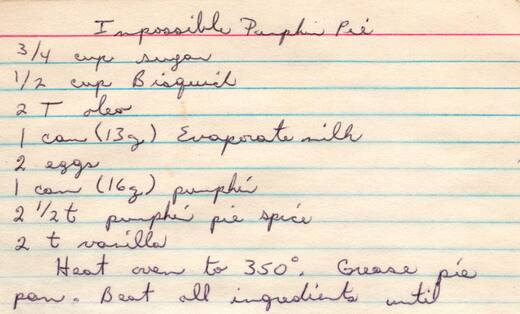 Impossible Pumpkin Pie
3/4 cup sugar
1/2 cup Bisquick
2 T oleo
1 can (13g) Evaporate milk
2 eggs
1 can (16g) pumpkin
2 1/2 t pumpkin pie spice
2 t vanilla
Heat oven to 350°. Grease pie
pan. Beat all ingredients until